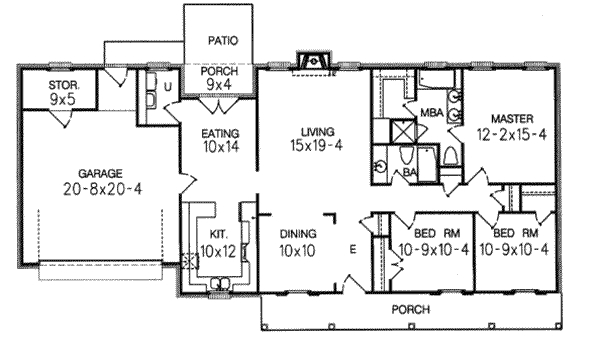 PATIO
PORCH
9x4
STOR.
9x5
U
EATING
10x14
LIVING
15x19-4
MBA
MASTER
12-2x15-4
GARAGE
20-8x20-4
BA
KIT.
10x12
DINING
10x10
E
BED RM
10-9x10-4
BED RM
10-9x10-4
PORCH